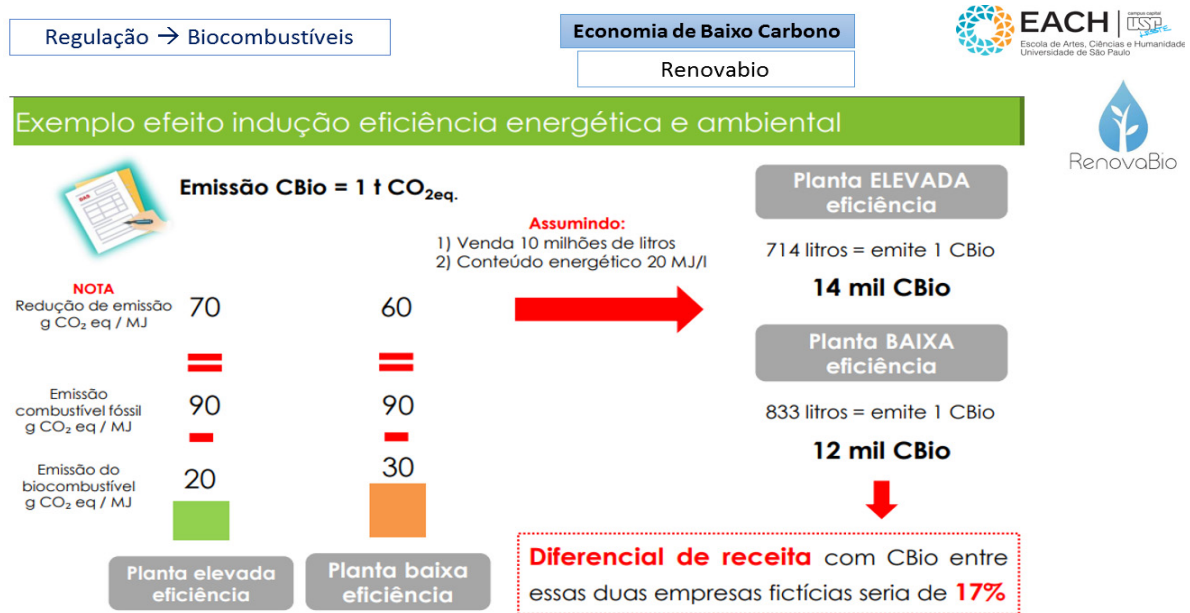 Regulação → Biocombustíveis
Economia de Baixo Carbono
Renovabio
EACH
campus capital
USP
LESTE
Escola de Artes, Ciências e Humanidade
Universidade de São Paulo
Exemplo efeito indução eficiência energética e ambiental
RenovaBio
Emissão CBio = 1 t CO₂eq.
Assumindo:
1) Venda 10 milhões de litros
2) Conteúdo energético 20 MJ/l
NOTA
Redução de emissão
g CO₂ eq / MJ
70
60
=
=
Emissão
combustível fóssil
g CO₂ eq / MJ
90
90
-
-
Emissão do
biocombustível
g CO₂ eq / MJ
20
30
Planta elevada
eficiência
Planta baixa
eficiência
Planta ELEVADA
eficiência
714 litros = emite 1 CBio
14 mil CBio
Planta BAIXA
eficiência
833 litros = emite 1 CBio
12 mil CBio
Diferencial de receita com CBio entre
essas duas empresas fictícias seria de 17%